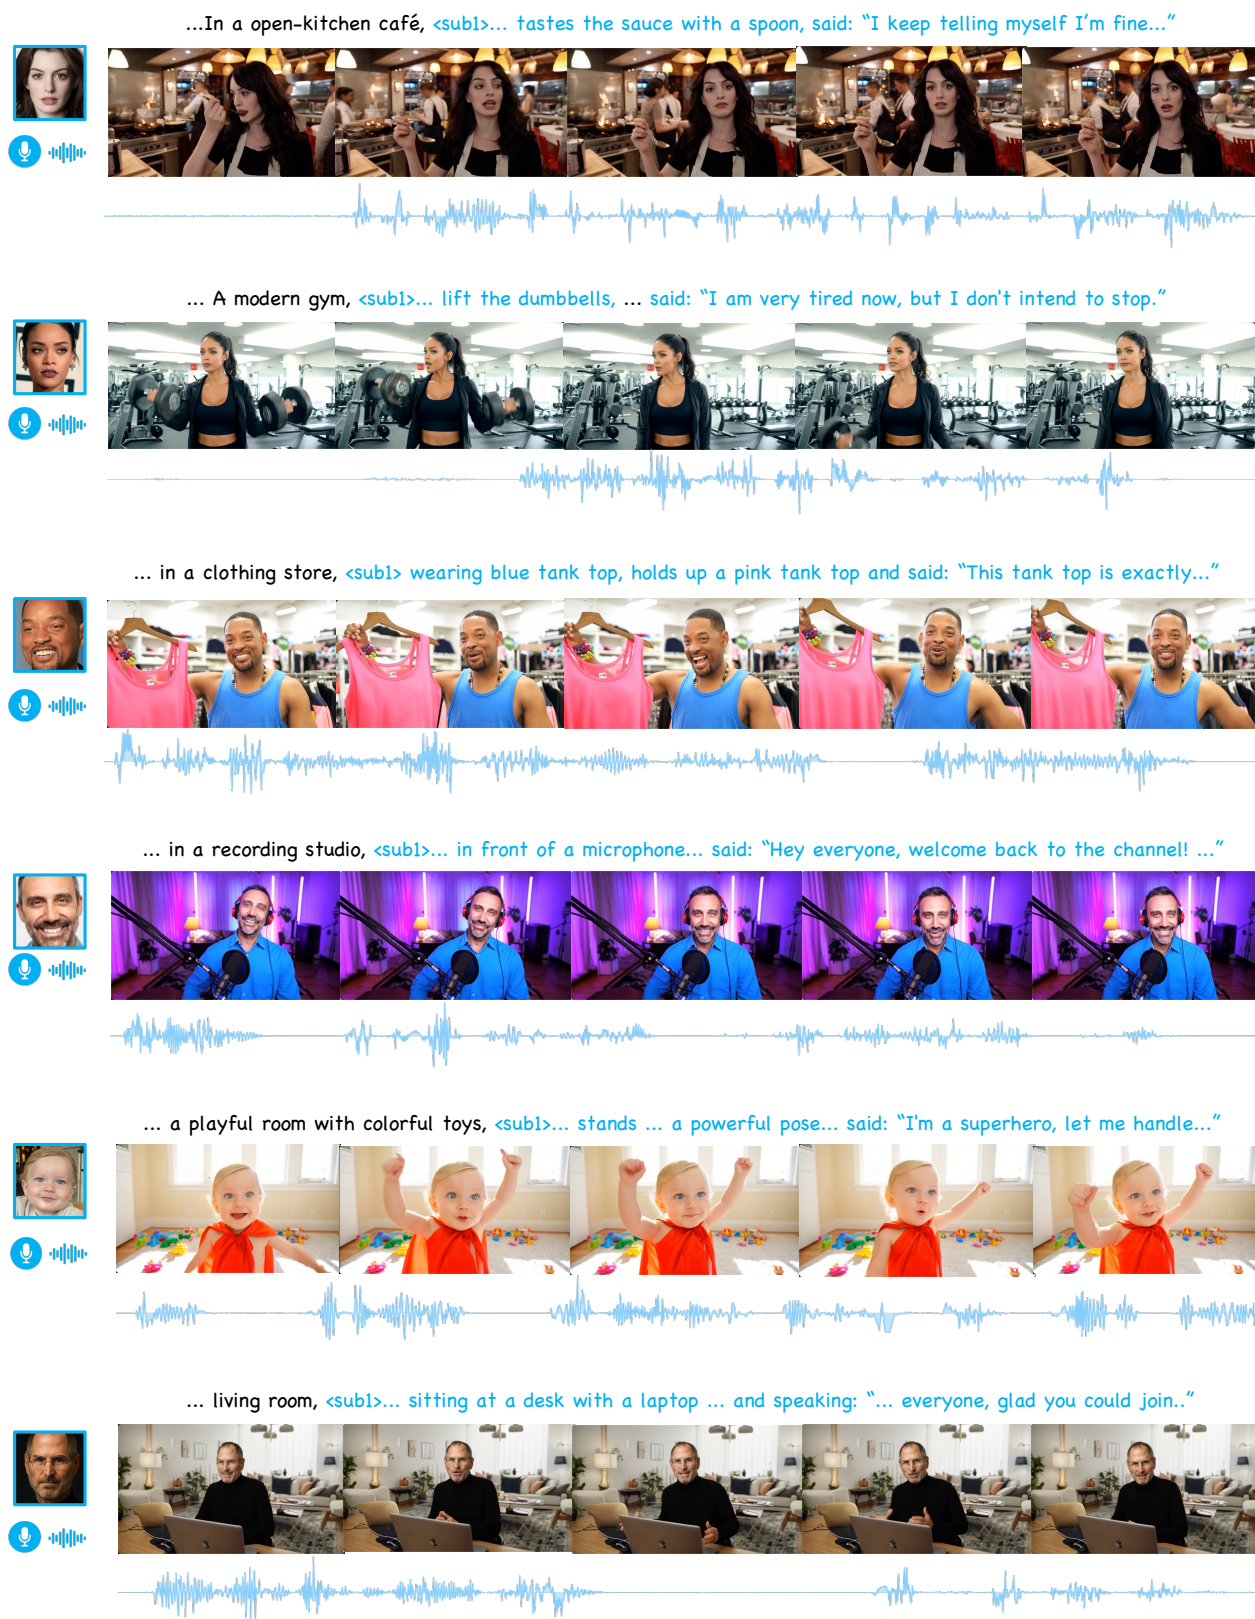 ...In a open-kitchen café, <sub1>... tastes the sauce with a spoon, said: “I keep telling myself I’m fine...”
... A modern gym, <sub1>... lift the dumbbells, ... said: “I am very tired now, but I don't intend to stop.”
... in a clothing store, <sub1> wearing blue tank top, holds up a pink tank top and said: “This tank top is exactly...”
... in a recording studio, <sub1>... in front of a microphone... said: “Hey everyone, welcome back to the channel! ...”
... a playful room with colorful toys, <sub1>... stands ... a powerful pose... said: “I'm a superhero, let me handle...”
... living room, <sub1>... sitting at a desk with a laptop ... and speaking: “... everyone, glad you could join..”